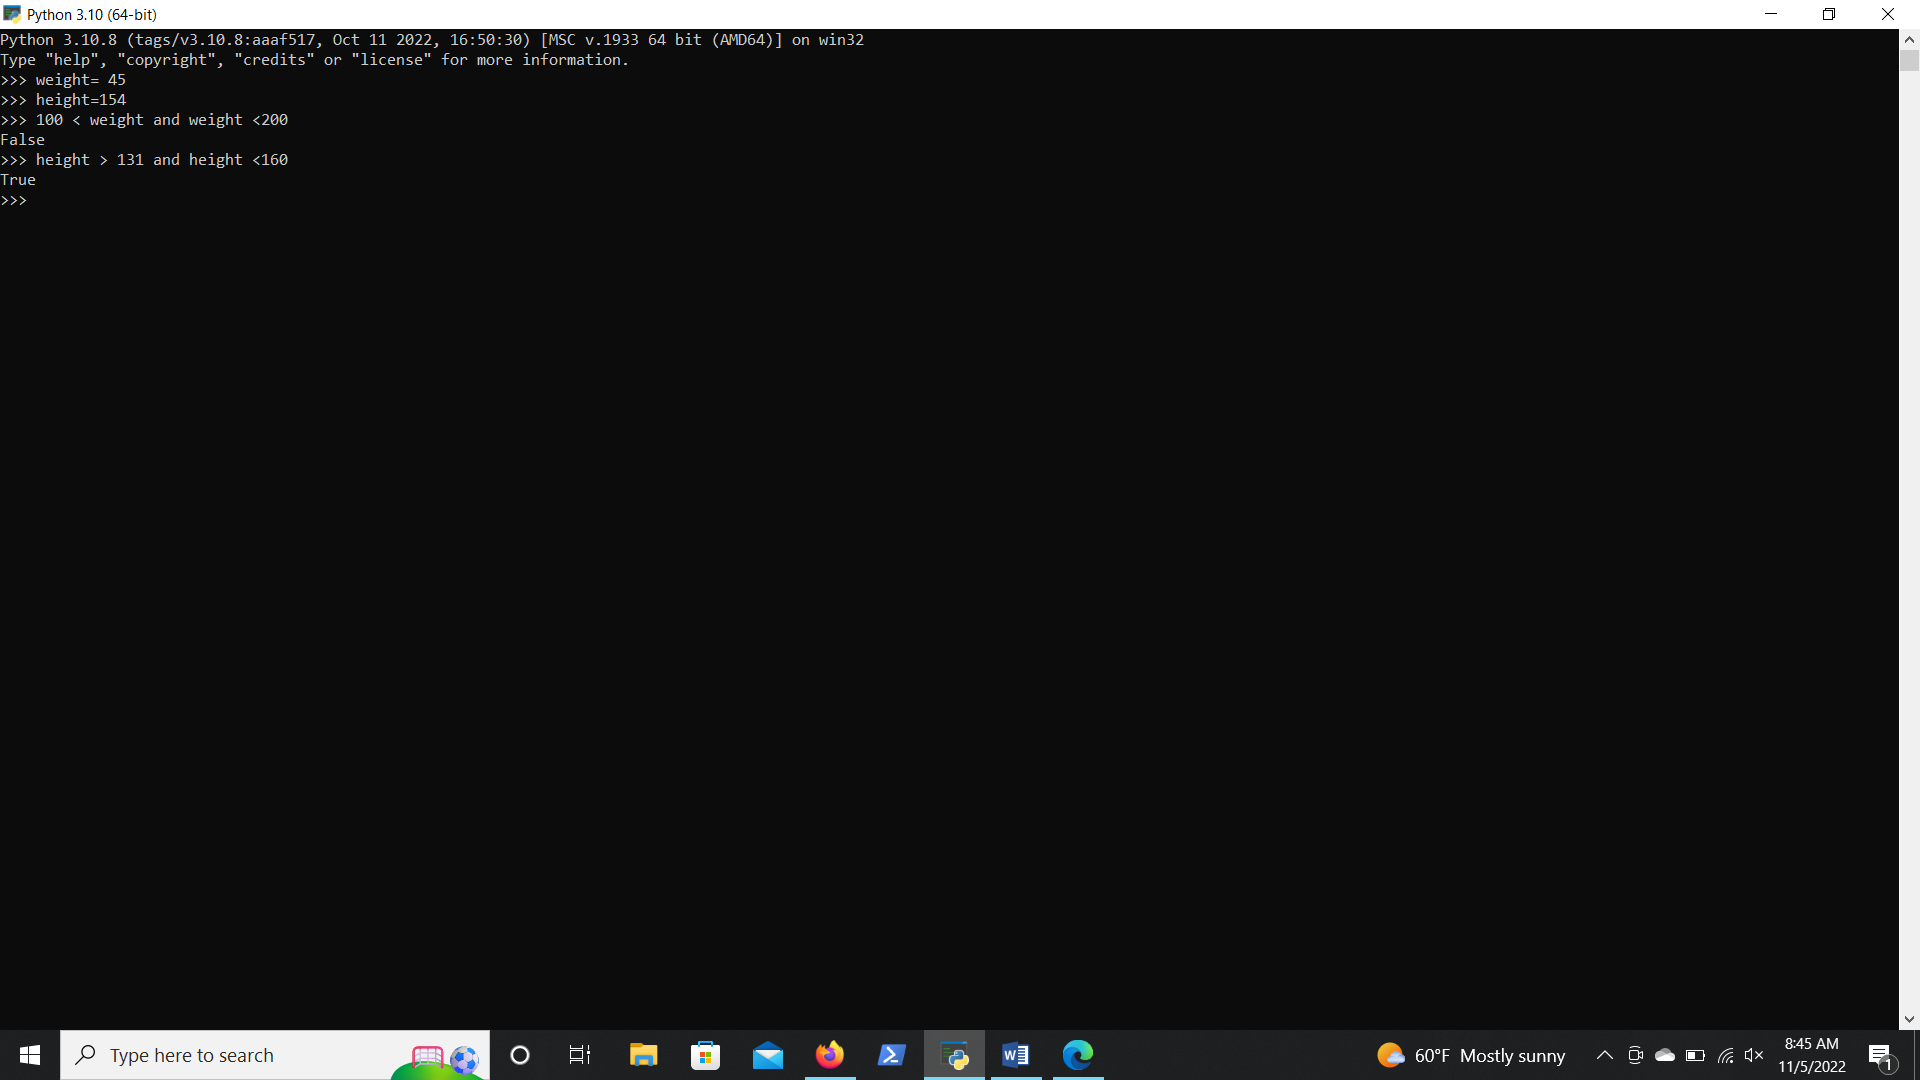 Python 3.10 (64-bit)
Python 3.10.8 (tags/v3.10.8:aaaf517, Oct 11 2022, 16:50:30) [MSC v.1933 64 bit (AMD64)] on win32
Type "help", "copyright", "credits" or "license" for more information.
>>> weight= 45
>>> height=154
>>> 100 < weight and weight <200
False
>>> height > 131 and height <160
True
>>>
Type here to search
60°F Mostly sunny
8:45 AM
11/5/2022
1